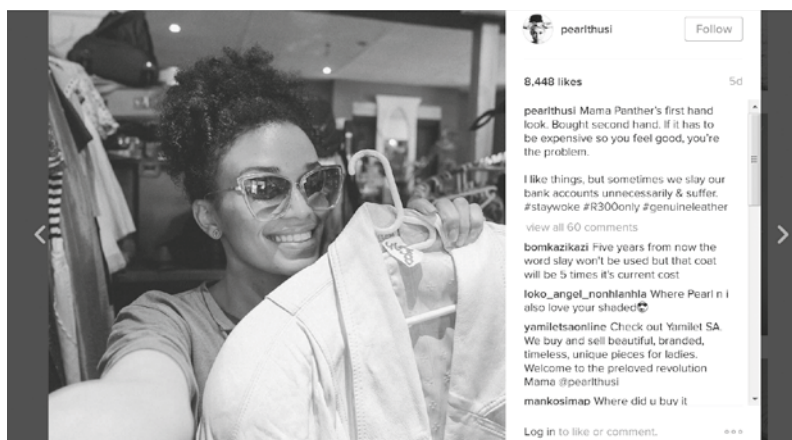 pearlthusi
Follow
8,448 likes
5d
pearlthusi Mama Panther's first hand
look. Bought second hand. If it has to
be expensive so you feel good, you're
the problem.
I like things, but sometimes we slay our
bank accounts unnecessarily & suffer.
#staywoke #R300only #genuineleather
view all 60 comments
bomkazikazi Five years from now the
word slay won't be used but that coat
will be 5 times it's current cost
loko_angel_nonhlanhla Where Pearl n i
also love your shaded😎
yamiletsaonline Check out Yamilet SA.
We buy and sell beautiful, branded,
timeless, unique pieces for ladies.
Welcome to the preloved revolution
Mama @pearlthusi
mankosimap Where did u buy it
Log in to like or comment.